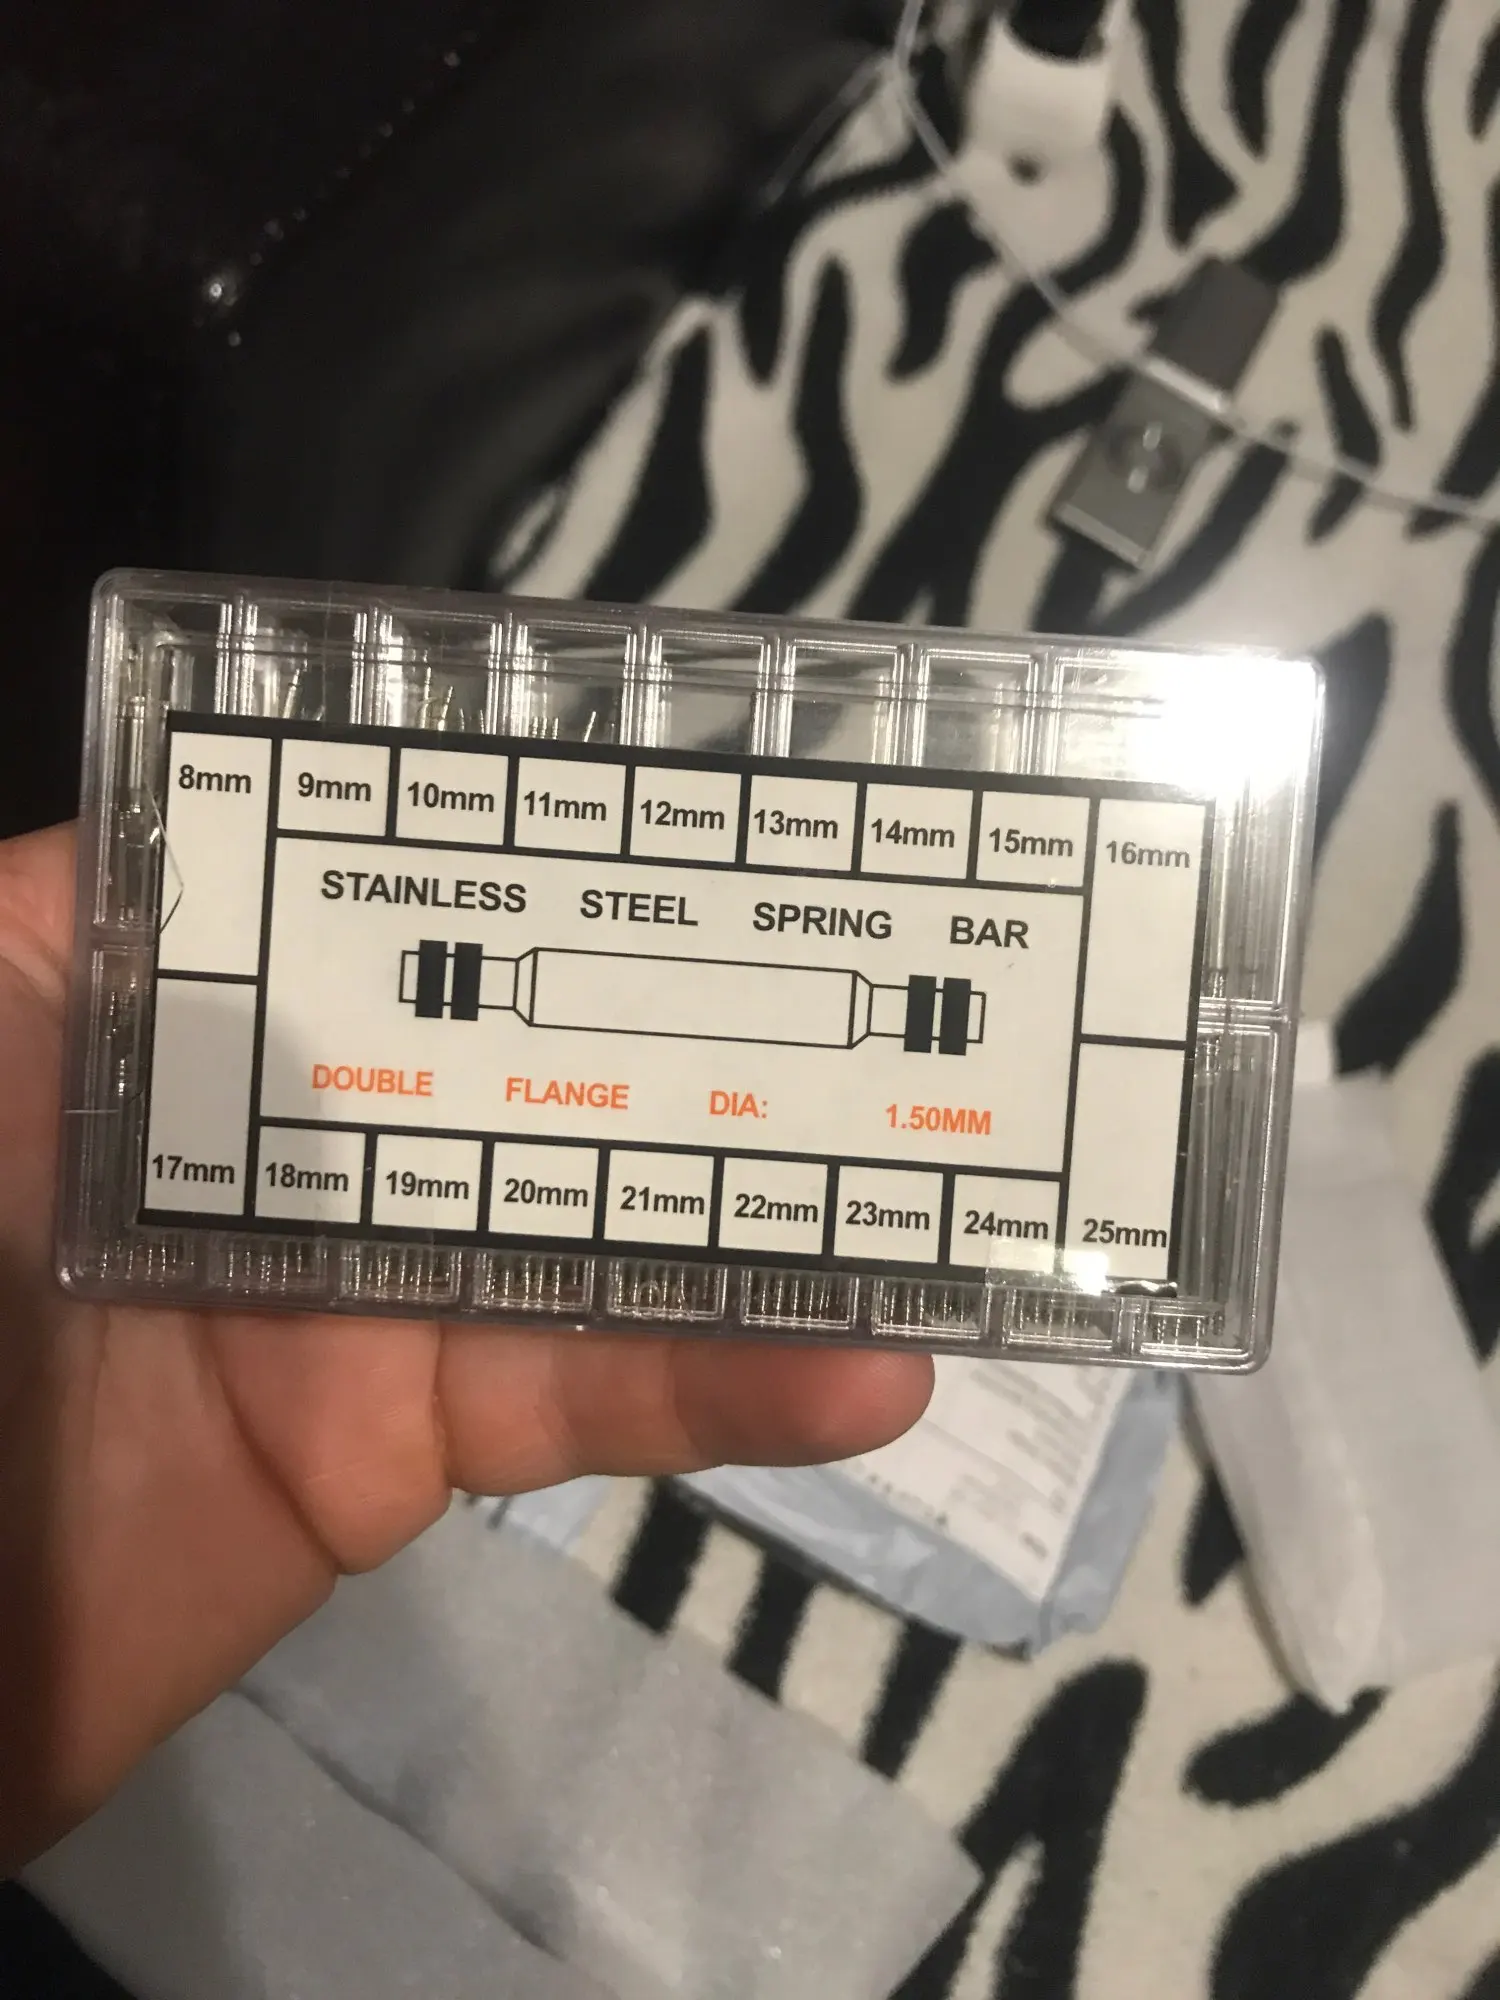 8mm 9mm 10mm 11mm 12mm 13mm 14mm 15mm 16mm
STAINLESS STEEL SPRING BAR
DOUBLE FLANGE DIA: 1.50MM
17mm 18mm 19mm 20mm 21mm 22mm 23mm 24mm 25mm